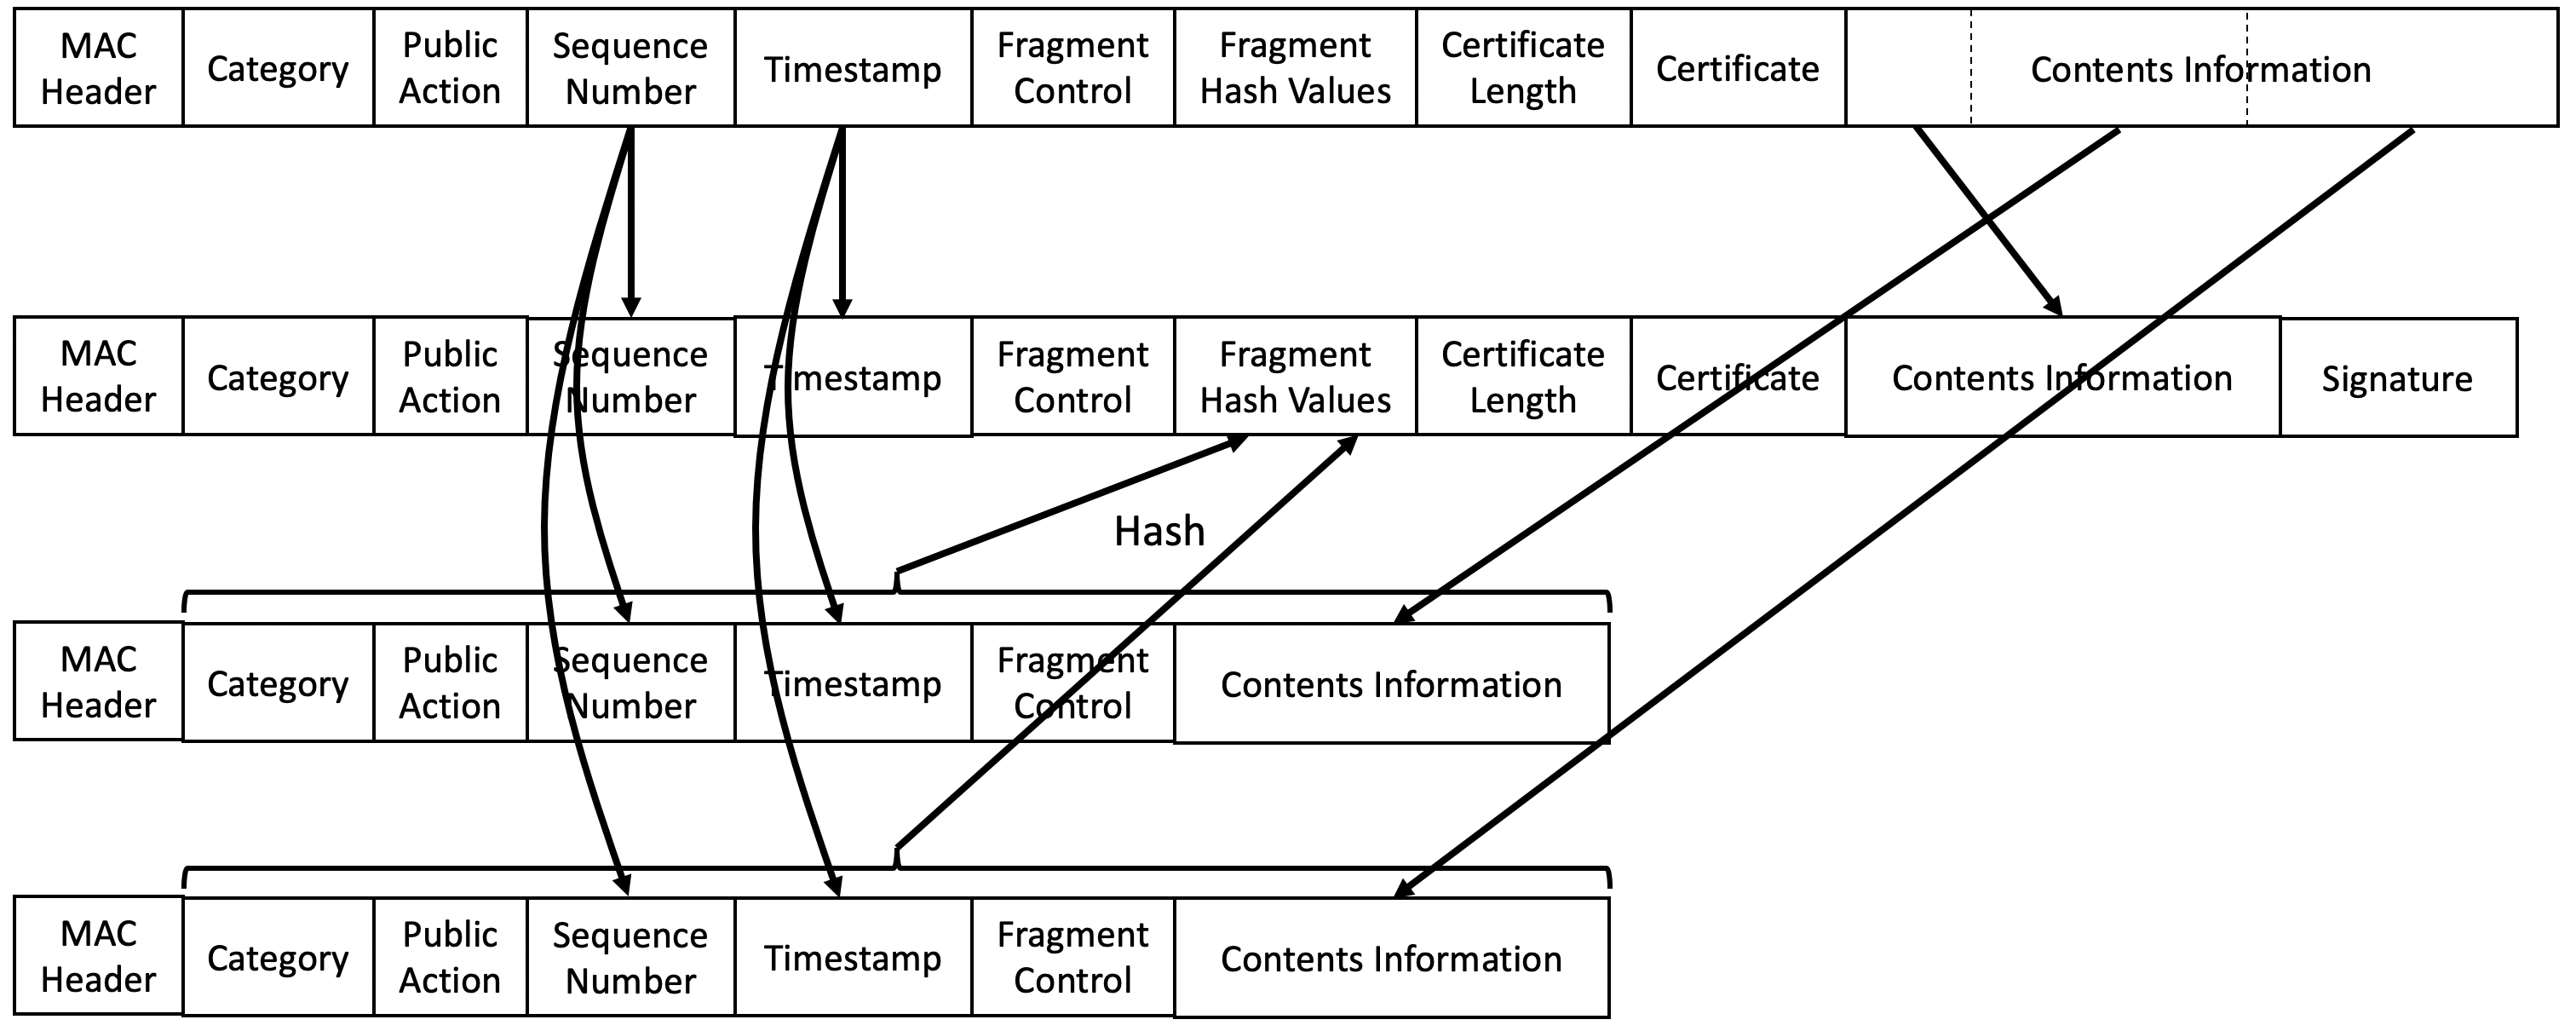 MAC
Header
Category
Public
Action
Sequence
Number
Timestamp
Fragment
Control
Fragment
Hash Values
Certificate
Length
Certificate
Contents Information
MAC
Header
Category
Public
Action
Sequence
Number
Timestamp
Fragment
Control
Fragment
Hash Values
Certificate
Length
Certificate
Contents Information
Signature
Hash
MAC
Header
Category
Public
Action
Sequence
Number
Timestamp
Fragment
Control
Contents Information
MAC
Header
Category
Public
Action
Sequence
Number
Timestamp
Fragment
Control
Contents Information